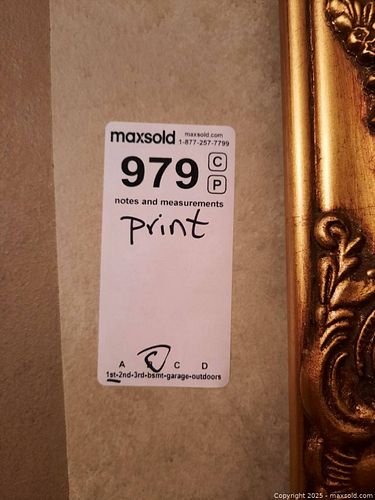 maxsold maxsold.com
1-877-257-7799
979 C
P
notes and measurements
print
A B C D
1st-2nd-3rd-bsmt-garage-outdoors
Copyright 2025 - maxsold.com